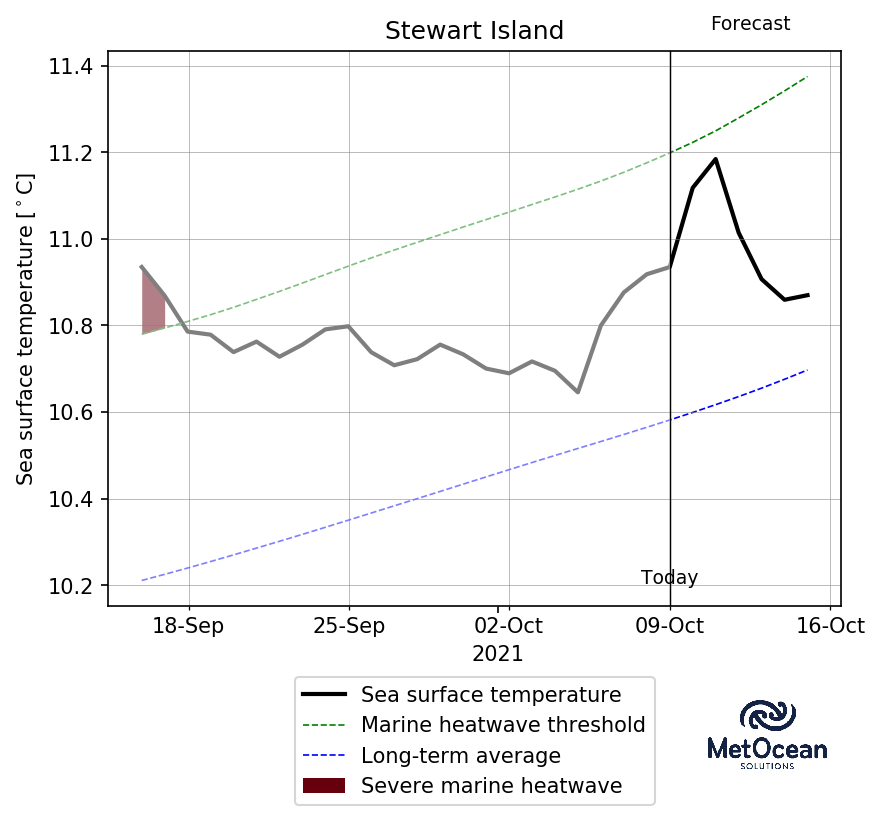 Forecast
Stewart Island
Sea surface temperature [°C]
11.4
11.2
11.0
10.8
10.6
10.4
10.2
Today
18-Sep 25-Sep 02-Oct 09-Oct 16-Oct
2021
Sea surface temperature
Marine heatwave threshold
Long-term average
Severe marine heatwave
MetOcean
SOLUTIONS